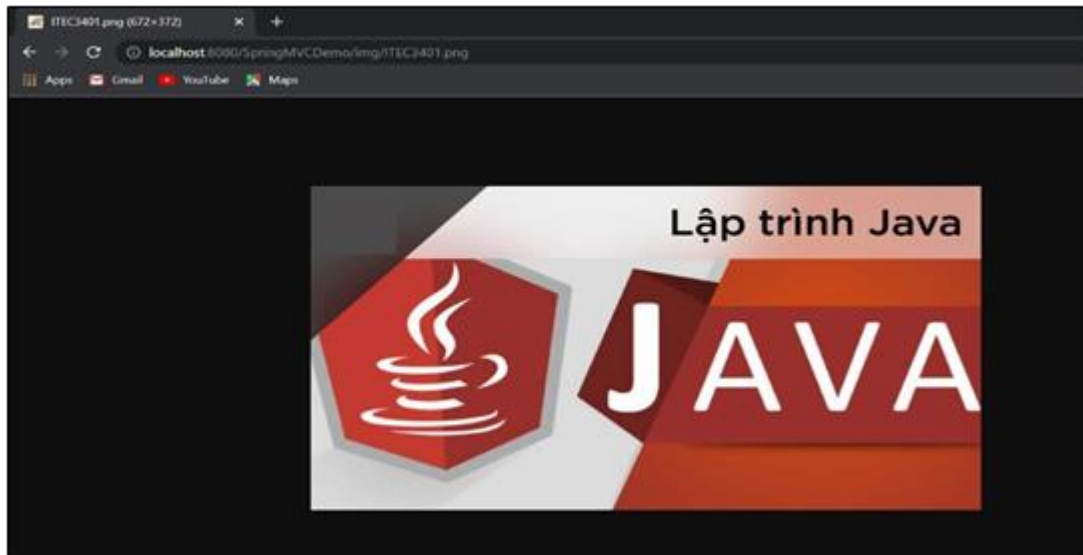 ITEC3401.png (672×372)
localhost:8080/SpringMVCDemo/img/ITEC3401.png
Apps Gmail YouTube Maps
Lập trình Java
JAVA